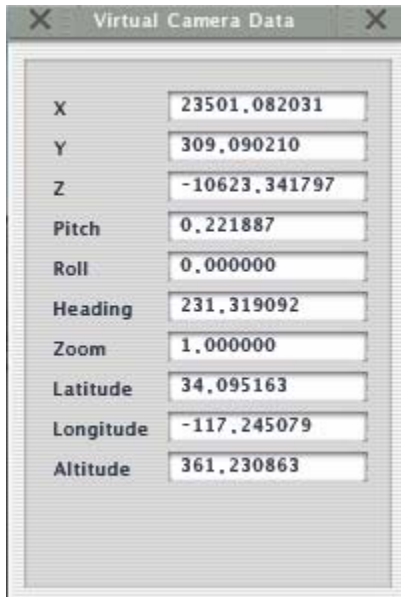 Virtual Camera Data
X 23501.082031
Y 309.090210
Z -10623.341797
Pitch 0.221887
Roll 0.000000
Heading 231.319092
Zoom 1.000000
Latitude 34.095163
Longitude -117.245079
Altitude 361.230863